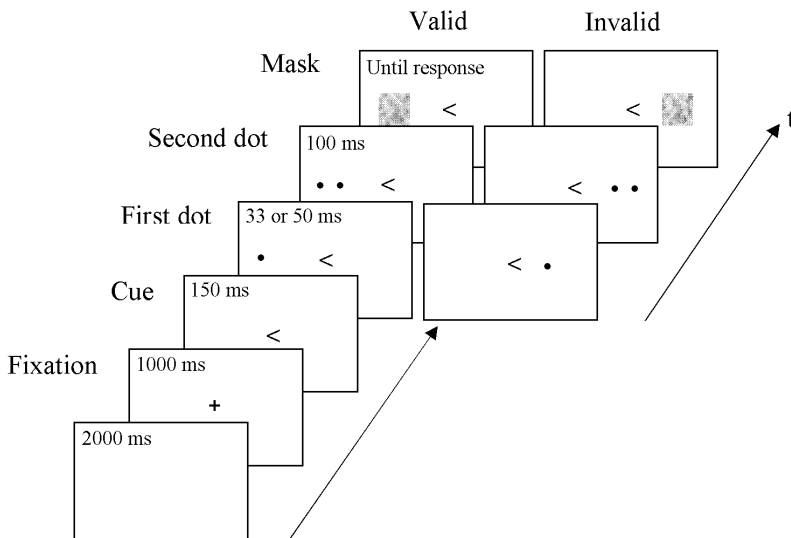 Valid Invalid
Mask
Until response
< <
t
Second dot
100 ms
< <
First dot
33 or 50 ms
< <
Cue
150 ms
<
Fixation
1000 ms
+
2000 ms